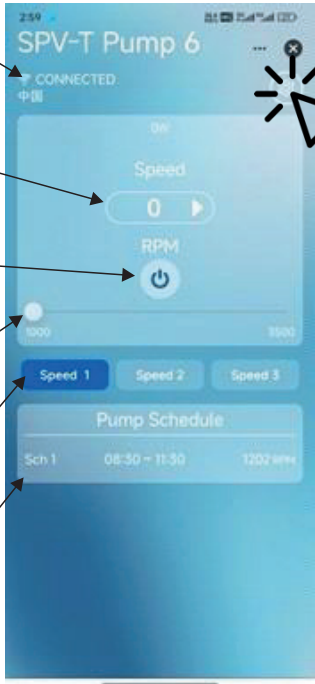 2:59
SPV-T Pump 6
CONNECTED
中国
Speed
0
RPM
1000 3500
Speed 1 Speed 2 Speed 3
Pump Schedule
Sch 1 08:30 ~ 11:30 1202 RPM